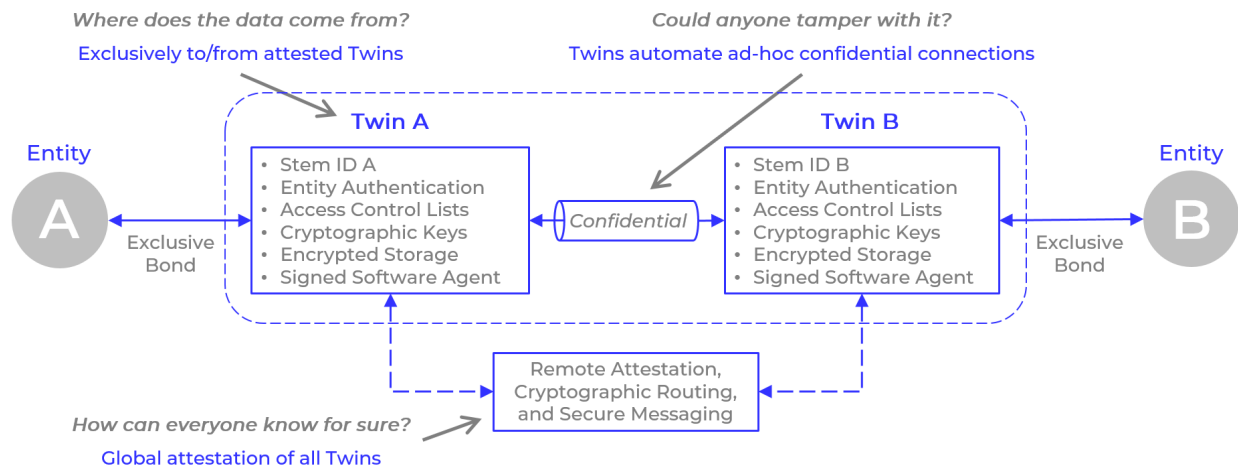 Where does the data come from?
Exclusively to/from attested Twins
Could anyone tamper with it?
Twins automate ad-hoc confidential connections
Entity
A
Exclusive
Bond
Twin A
• Stem ID A
• Entity Authentication
• Access Control Lists
• Cryptographic Keys
• Encrypted Storage
• Signed Software Agent
Confidential
Twin B
• Stem ID B
• Entity Authentication
• Access Control Lists
• Cryptographic Keys
• Encrypted Storage
• Signed Software Agent
Entity
B
Exclusive
Bond
Remote Attestation,
Cryptographic Routing,
and Secure Messaging
How can everyone know for sure?
Global attestation of all Twins